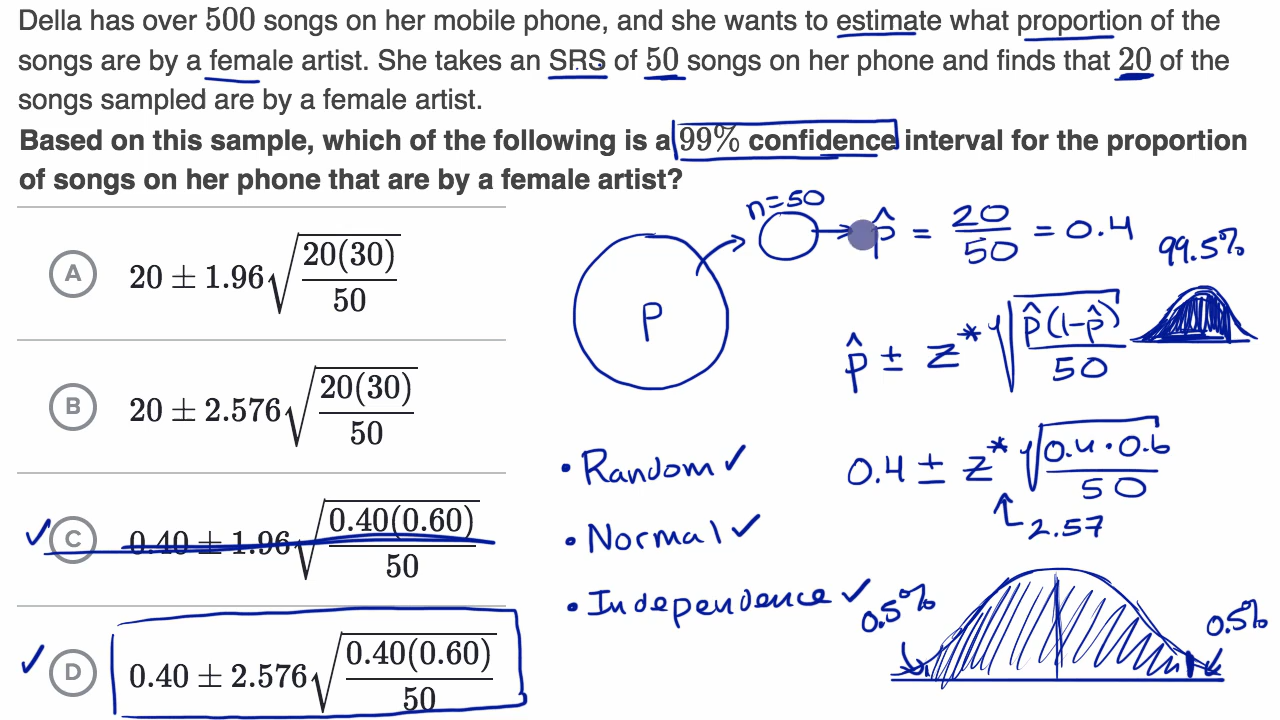 Della has over 500 songs on her mobile phone, and she wants to estimate what proportion of the
songs are by a female artist. She takes an SRS of 50 songs on her phone and finds that 20 of the
songs sampled are by a female artist.
Based on this sample, which of the following is a 99% confidence interval for the proportion
of songs on her phone that are by a female artist?
A 20 ± 1.96 √(20(30)/50)
B 20 ± 2.576 √(20(30)/50)
✓ C 0.40 ± 1.96 √(0.40(0.60)/50)
✓ D 0.40 ± 2.576 √(0.40(0.60)/50)
n=50
P
p̂ = 20/50 = 0.4
99.5%
p̂ ± z* √(p̂(1-p̂)/50)
• Random ✓
0.4 ± z* √(0.4·0.6/50)
2.57
• Normal ✓
• Independence ✓
0.5%
0.5%